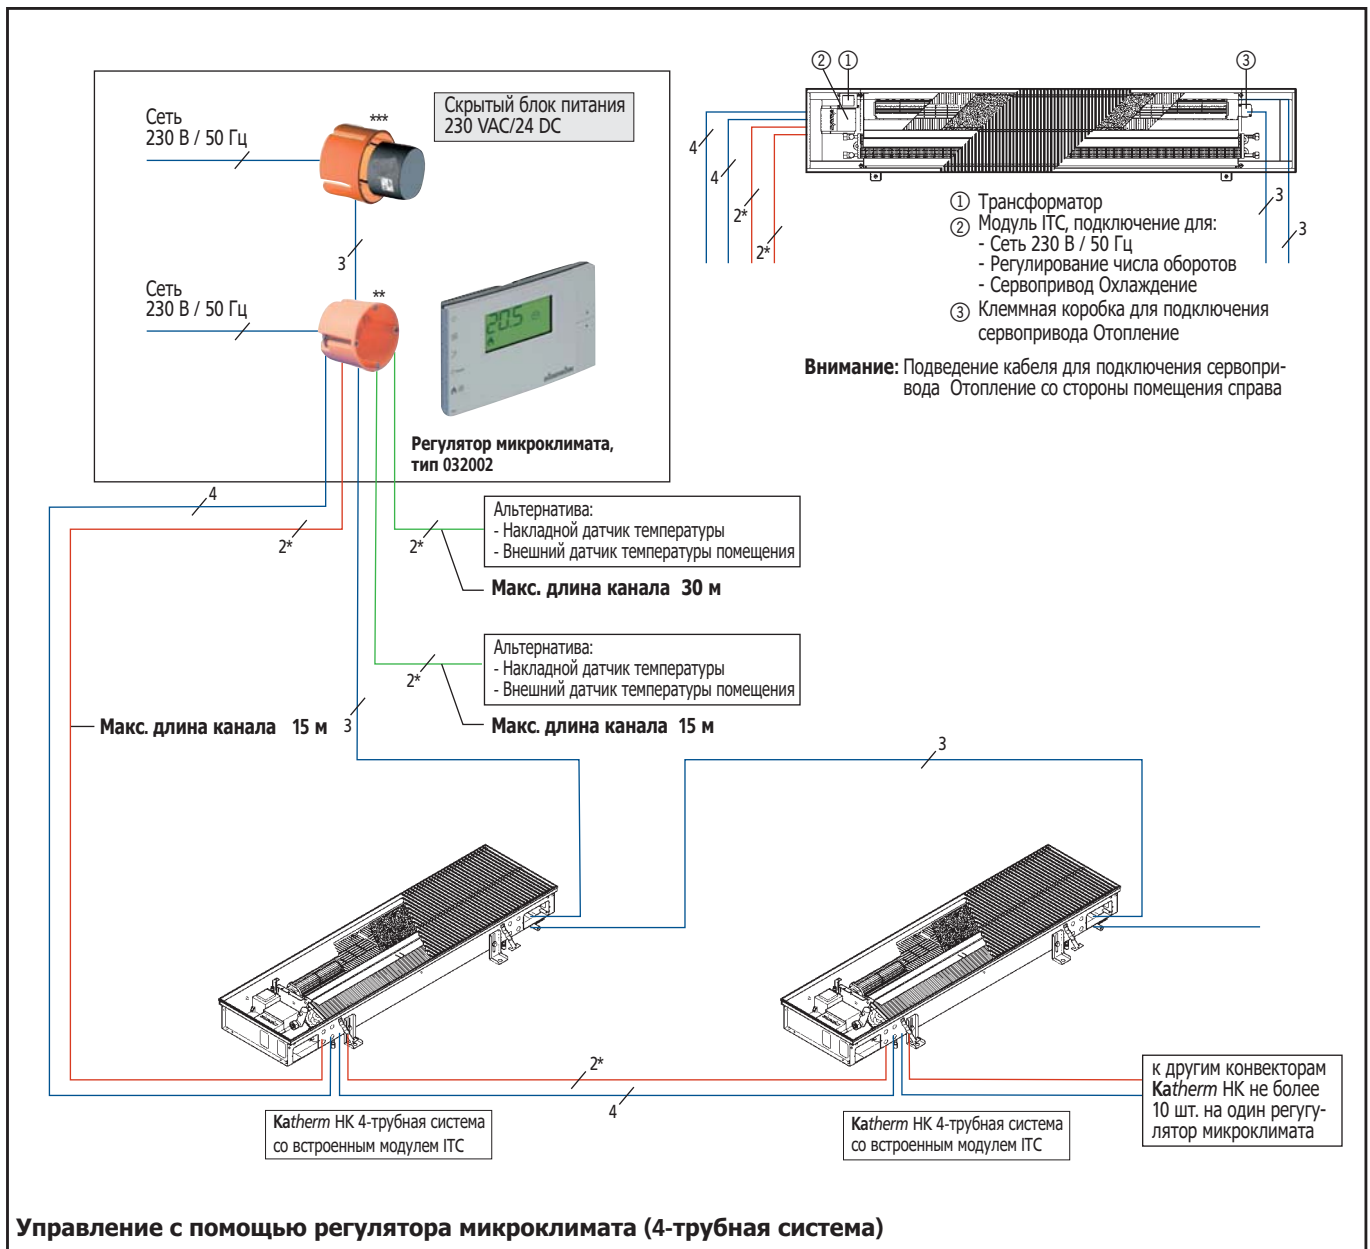 Сеть
230 В / 50 Гц
***
Скрытый блок питания
230 VAC/24 DC
3
Сеть
230 В / 50 Гц
**
20.5
Регулятор микроклимата,
тип 032002
2
1
3
4
4
2*
2*
3
3
1 Трансформатор
2 Модуль ITC, подключение для:
- Сеть 230 В / 50 Гц
- Регулирование числа оборотов
- Сервопривод Охлаждение
3 Клеммная коробка для подключения
сервопривода Отопление
Внимание: Подведение кабеля для подключения сервопри-
вода Отопление со стороны помещения справа
4
2*
2*
Альтернатива:
- Накладной датчик температуры
- Внешний датчик температуры помещения
Макс. длина канала 30 м
2*
Альтернатива:
- Накладной датчик температуры
- Внешний датчик температуры помещения
Макс. длина канала 15 м
Макс. длина канала 15 м
3
3
2*
4
Katherm HK 4-трубная система
со встроенным модулем ITC
Katherm HK 4-трубная система
со встроенным модулем ITC
к другим конвекторам
Katherm HK не более
10 шт. на один регугу-
лятор микроклимата
Управление с помощью регулятора микроклимата (4-трубная система)